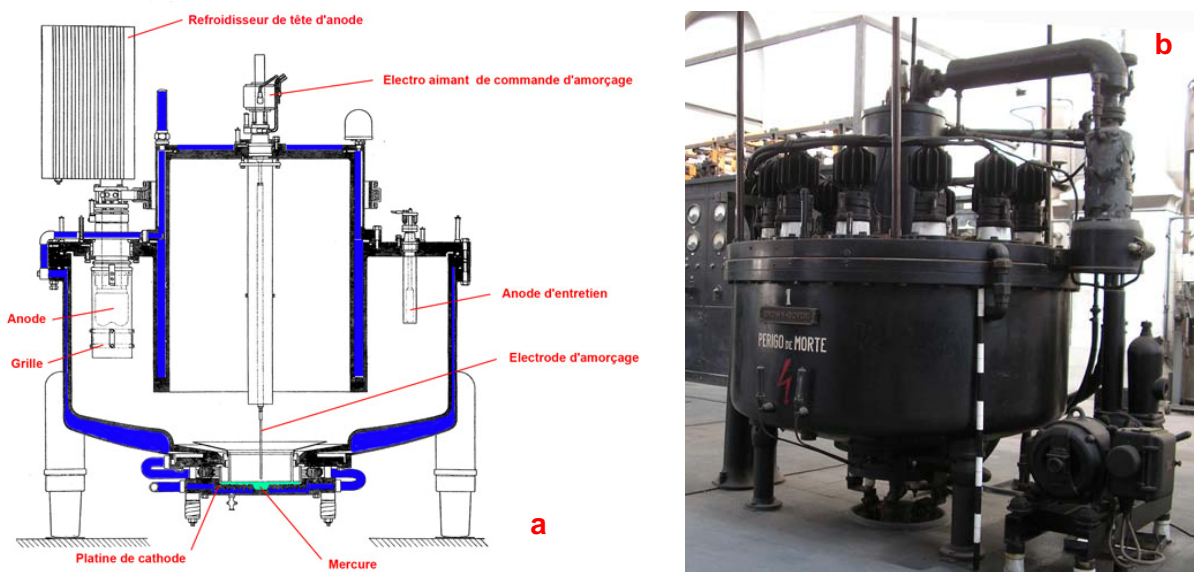 Refroidisseur de tête d'anode
Electro aimant de commande d'amorçage
Anode
Grille
Anode d'entretien
Electrode d'amorçage
Platine de cathode
Mercure
a
b
1
PERIGO DE MORTE